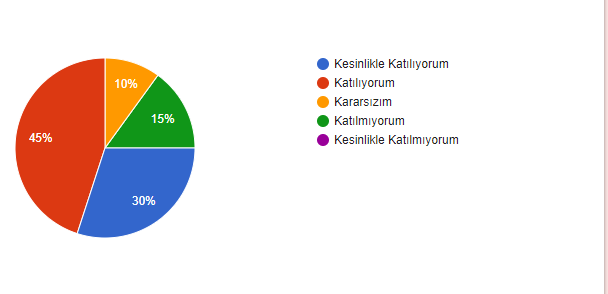 10%
15%
45%
30%
Kesinlikle Katılıyorum
Katılıyorum
Kararsızım
Katılmıyorum
Kesinlikle Katılmıyorum